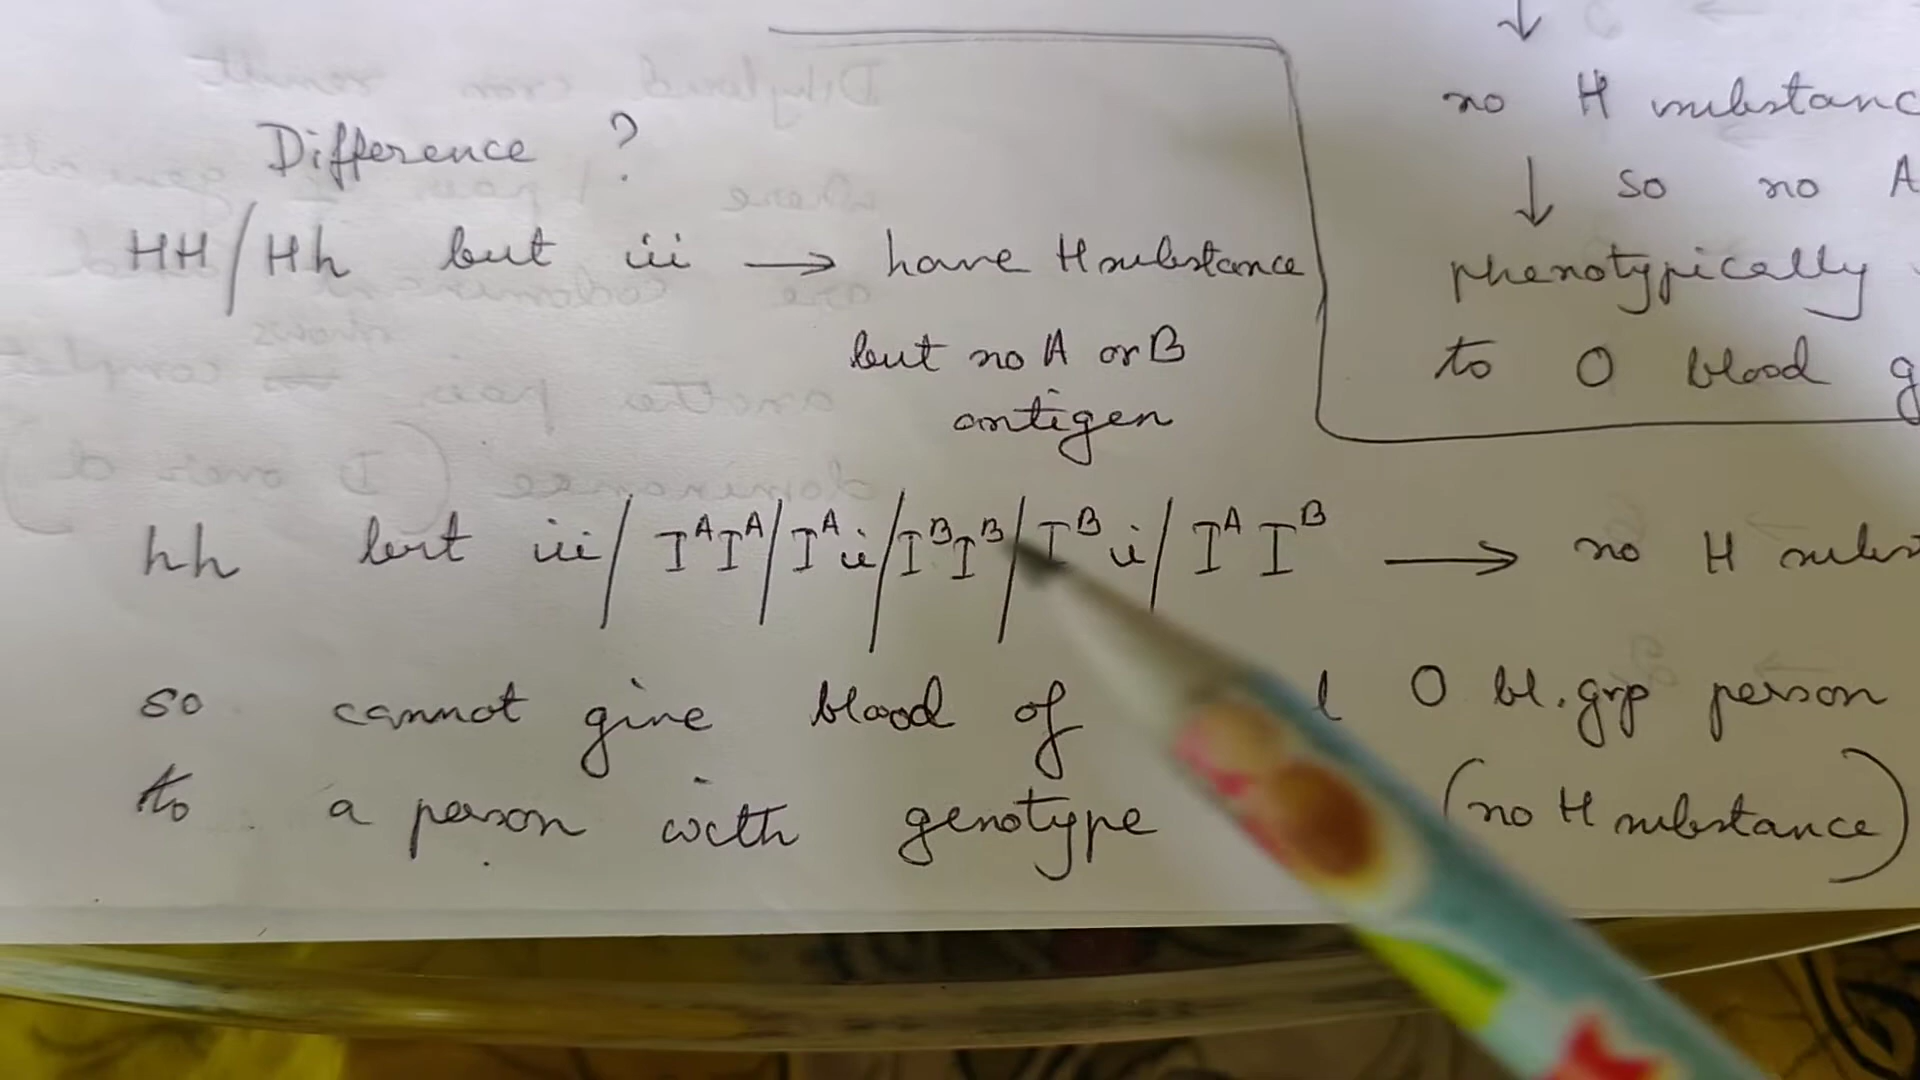 Difference ?
HH/Hh but ii → have H substance
but no A or B
antigen
no H substanc
↓ so no A
phenotypically
to O blood g
hh but ii/ IᴬIᴬ/Iᴬi/IᴮIᴮ/Iᴮi/ IᴬIᴮ → no H subs
so cannot give blood of l O bl. grp person
to a person with genotype (no H substance)